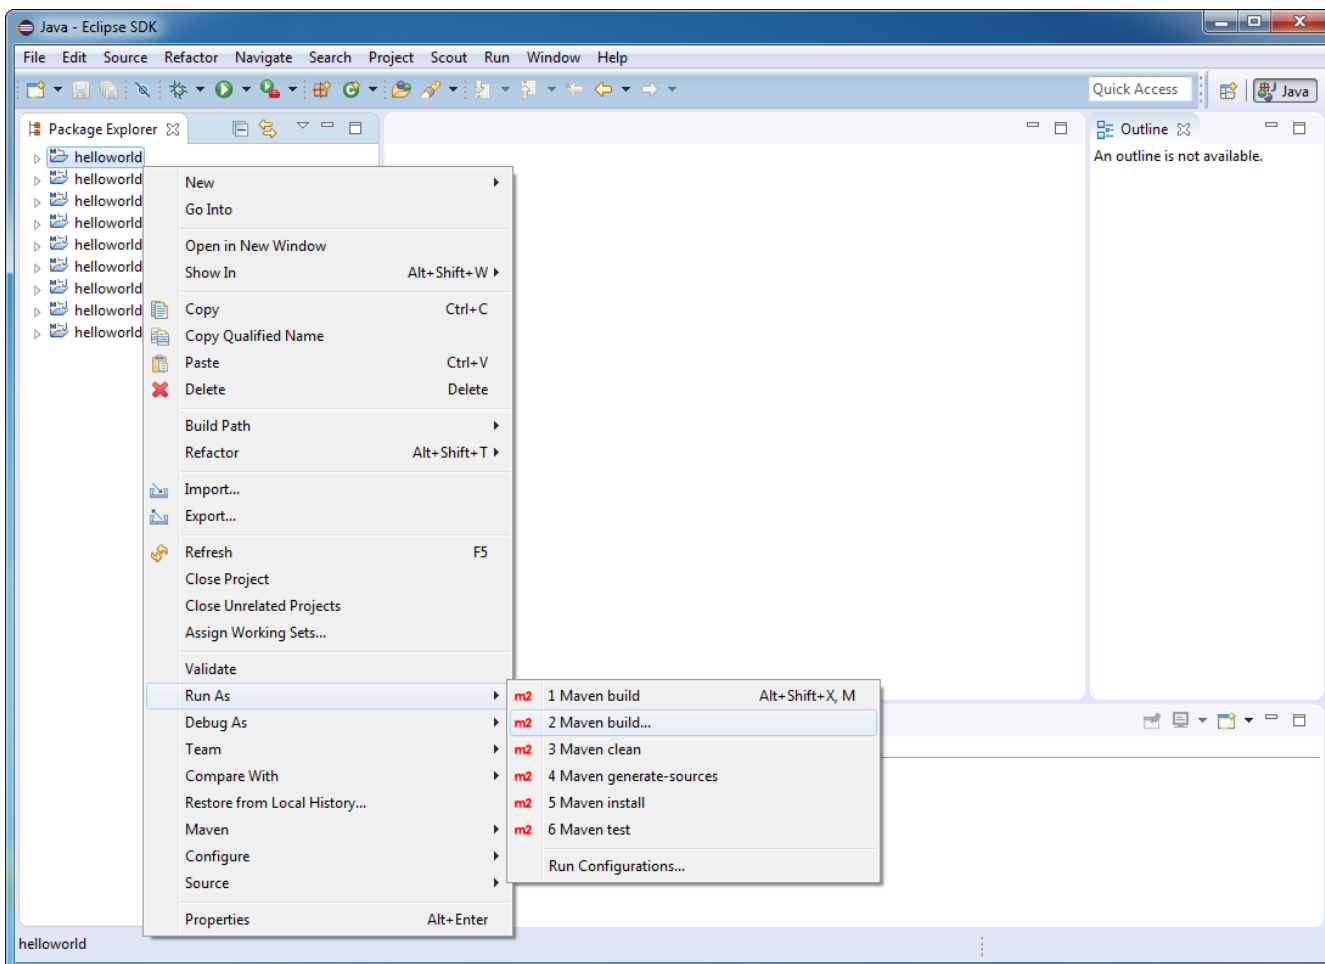 Java - Eclipse SDK
File Edit Source Refactor Navigate Search Project Scout Run Window Help
Quick Access
Java
Package Explorer
Outline
An outline is not available.
helloworld
helloworld
helloworld
helloworld
helloworld
helloworld
helloworld
helloworld
helloworld
New
Go Into
Open in New Window
Show In Alt+Shift+W
Copy Ctrl+C
Copy Qualified Name
Paste Ctrl+V
Delete Delete
Build Path
Refactor Alt+Shift+T
Import...
Export...
Refresh F5
Close Project
Close Unrelated Projects
Assign Working Sets...
Validate
Run As
Debug As
Team
Compare With
Restore from Local History...
Maven
Configure
Source
Properties Alt+Enter
m2 1 Maven build Alt+Shift+X, M
m2 2 Maven build...
m2 3 Maven clean
m2 4 Maven generate-sources
m2 5 Maven install
m2 6 Maven test
Run Configurations...
helloworld